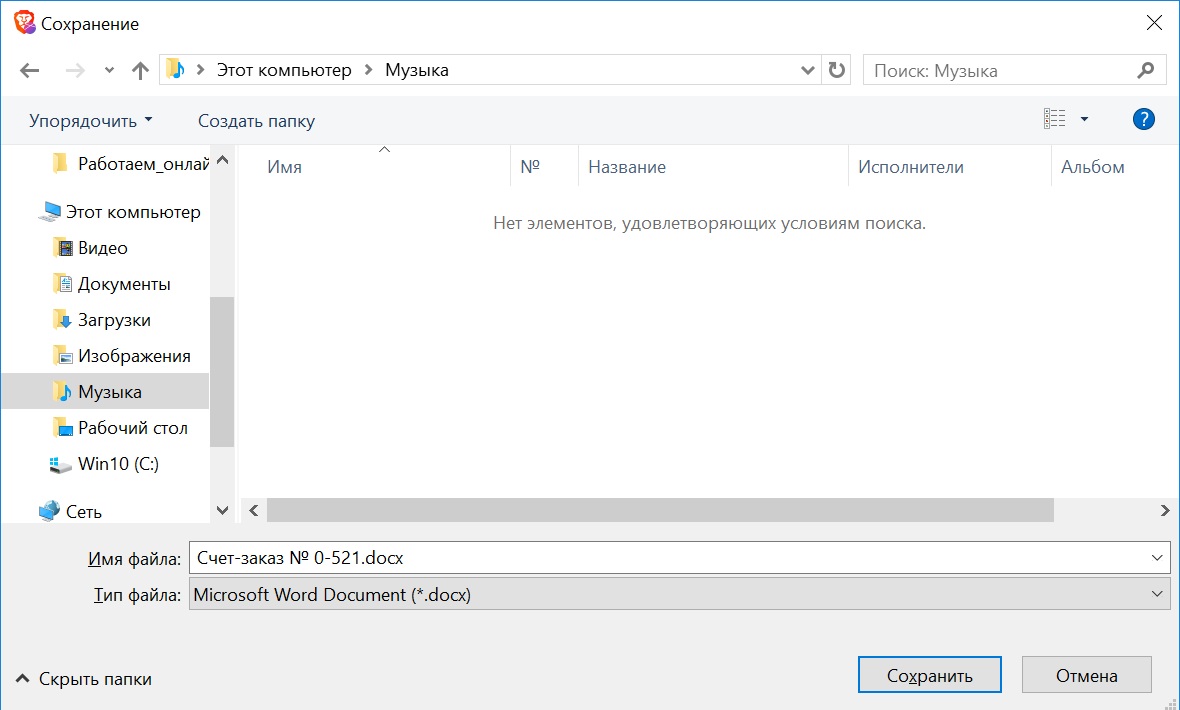 Сохранение
Этот компьютер
Музыка
Поиск: Музыка
Упорядочить
Создать папку
?
Работаем_онлай
Этот компьютер
Видео
Документы
Загрузки
Изображения
Музыка
Рабочий стол
Win10 (C:)
Сеть
Имя № Название Исполнители Альбом
Нет элементов, удовлетворяющих условиям поиска.
Имя файла: Счет-заказ № 0-521.docx
Тип файла: Microsoft Word Document (*.docx)
Скрыть папки
Сохранить
Отмена